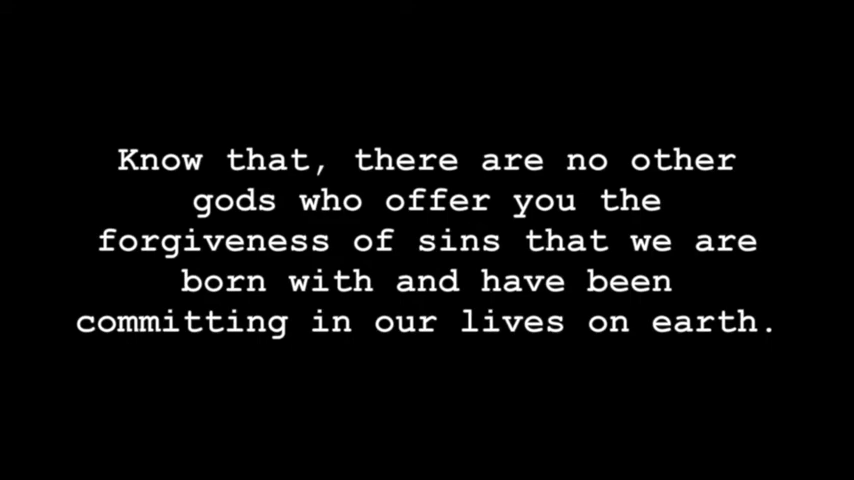 Know that, there are no other
gods who offer you the
forgiveness of sins that we are
born with and have been
committing in our lives on earth.